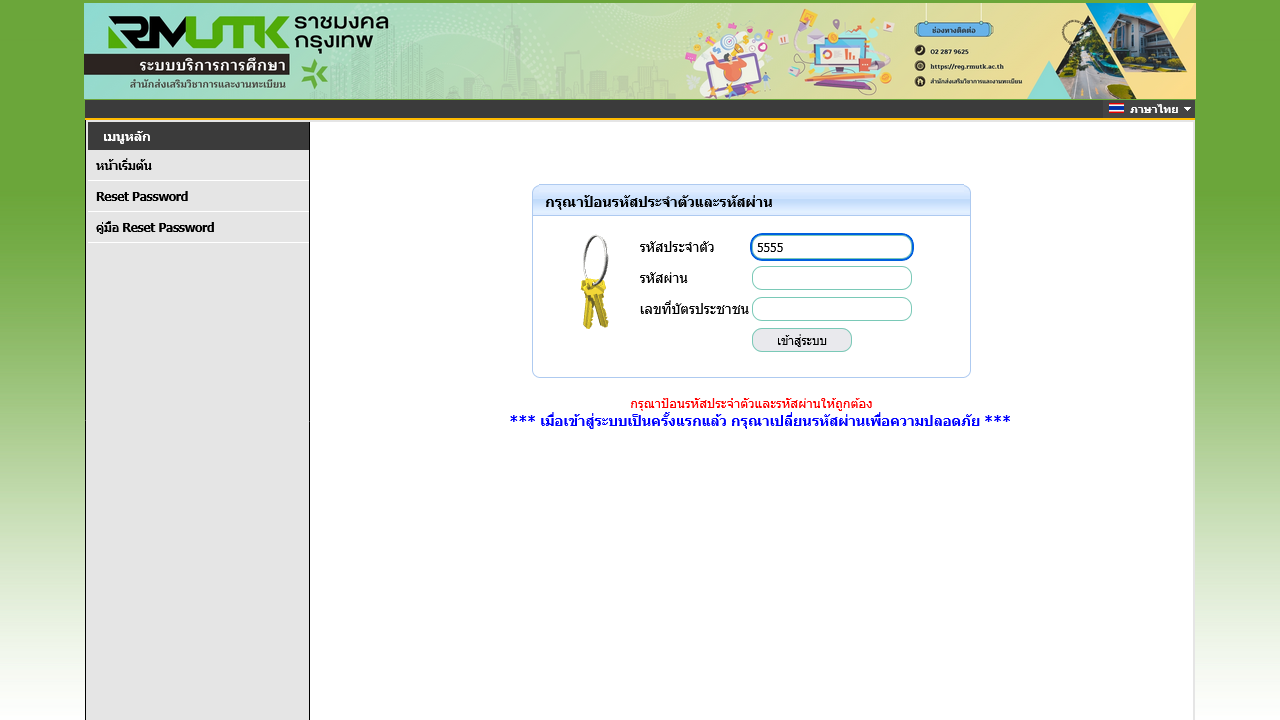 RMUTK ราชมงคล
กรุงเทพ
ระบบบริการการศึกษา
สำนักส่งเสริมวิชาการและงานทะเบียน
ช่องทางติดต่อ
02 287 9625
https://reg.rmutk.ac.th
สำนักส่งเสริมวิชาการและงานทะเบียน
ภาษาไทย
เมนูหลัก
หน้าเริ่มต้น
Reset Password
คู่มือ Reset Password
กรุณาป้อนรหัสประจำตัวและรหัสผ่าน
รหัสประจำตัว 5555
รหัสผ่าน
เลขที่บัตรประชาชน
เข้าสู่ระบบ
กรุณาป้อนรหัสประจำตัวและรหัสผ่านให้ถูกต้อง
*** เมื่อเข้าสู่ระบบเป็นครั้งแรกแล้ว กรุณาเปลี่ยนรหัสผ่านเพื่อความปลอดภัย ***